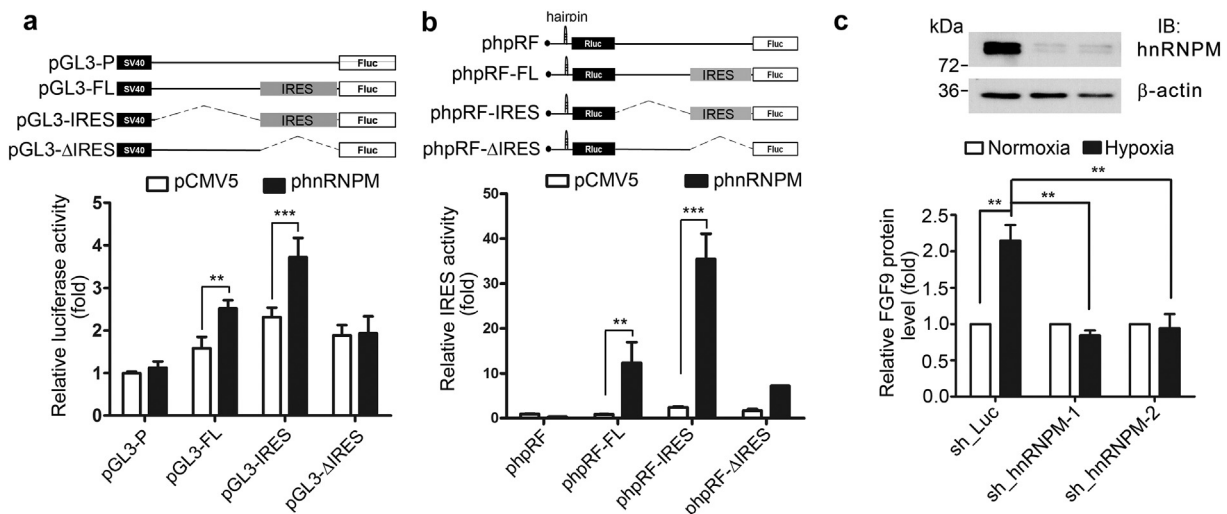 a
pGL3-P
SV40
Fluc
pGL3-FL
SV40
IRES
Fluc
pGL3-IRES
SV40
IRES
Fluc
pGL3-ΔIRES
SV40
Fluc
pCMV5
phnRNPM
Relative luciferase activity
(fold)
5
4
3
2
1
0
**
***
pGL3-P
pGL3-FL
pGL3-IRES
pGL3-ΔIRES
b
hairpin
phpRF
Rluc
Fluc
phpRF-FL
Rluc
IRES
Fluc
phpRF-IRES
Rluc
IRES
Fluc
phpRF-ΔIRES
Rluc
Fluc
pCMV5
phnRNPM
Relative IRES activity
(fold)
50
40
30
20
10
0
**
***
phpRF
phpRF-FL
phpRF-IRES
phpRF-ΔIRES
c
kDa
IB:
hnRNPM
72
36
β-actin
Normoxia
Hypoxia
Relative FGF9 protein
level (fold)
2.5
2.0
1.5
1.0
0.5
0.0
**
**
**
sh_Luc
sh_hnRNPM-1
sh_hnRNPM-2